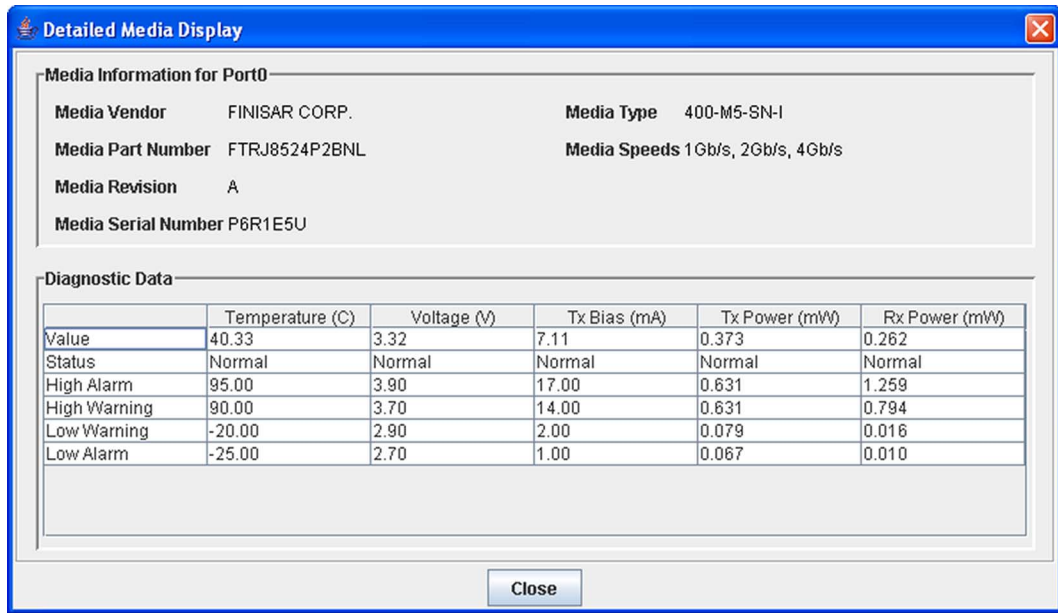 Detailed Media Display
Media Information for Port0
Media Vendor FINISAR CORP. Media Type 400-M5-SN-I
Media Part Number FTRJ8524P2BNL Media Speeds 1Gb/s, 2Gb/s, 4Gb/s
Media Revision A
Media Serial Number P6R1E5U
Diagnostic Data
Temperature (C) Voltage (V) Tx Bias (mA) Tx Power (mW) Rx Power (mW)
Value 40.33 3.32 7.11 0.373 0.262
Status Normal Normal Normal Normal Normal
High Alarm 95.00 3.90 17.00 0.631 1.259
High Warning 90.00 3.70 14.00 0.631 0.794
Low Warning -20.00 2.90 2.00 0.079 0.016
Low Alarm -25.00 2.70 1.00 0.067 0.010
Close